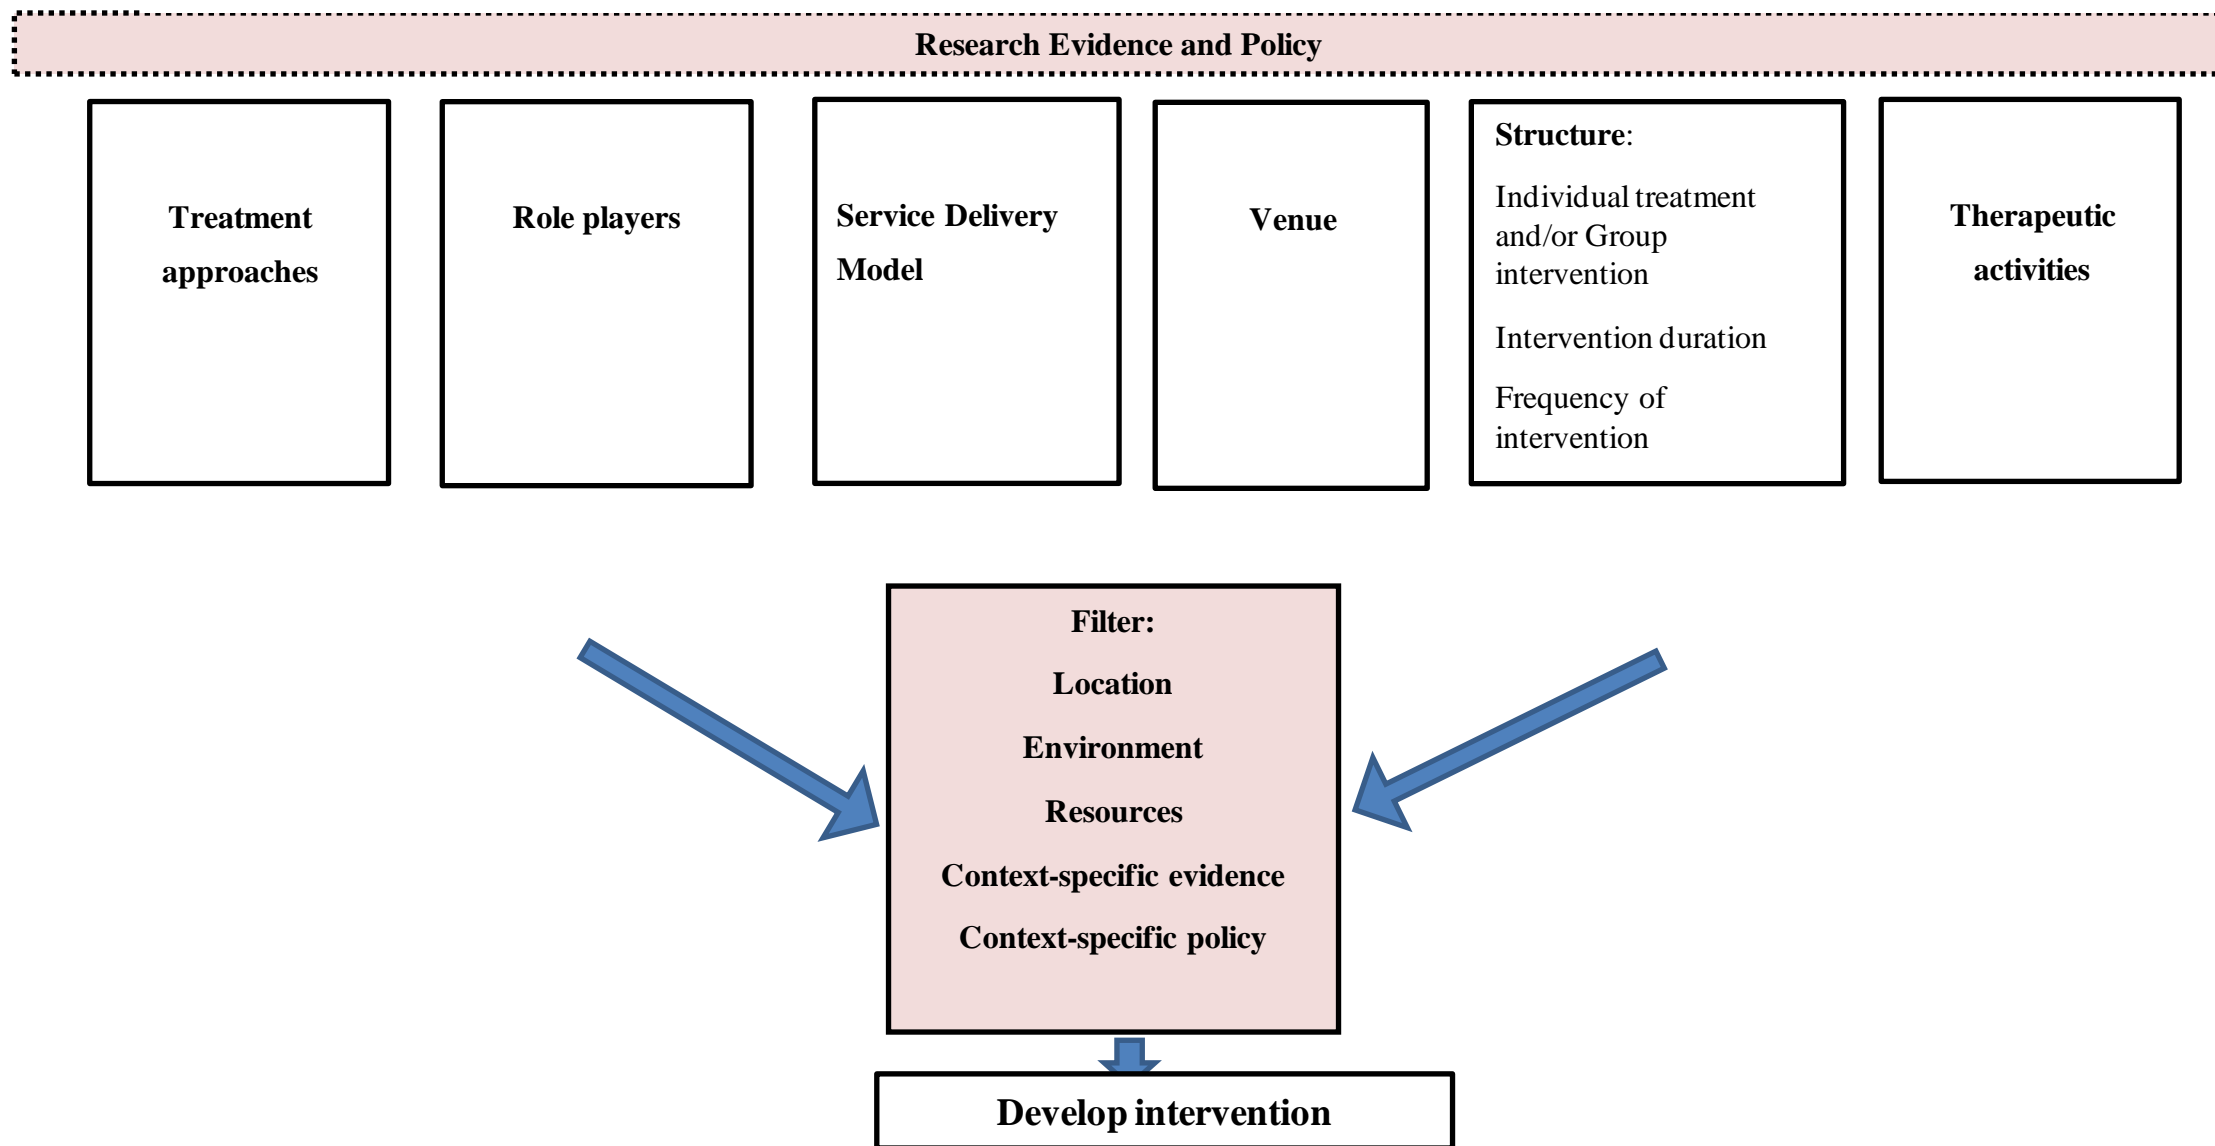 Research Evidence and Policy
Treatment
approaches
Role players
Service Delivery
Model
Venue
Structure:
Individual treatment
and/or Group
intervention
Intervention duration
Frequency of
intervention
Therapeutic
activities
Filter:
Location
Environment
Resources
Context-specific evidence
Context-specific policy
Develop intervention